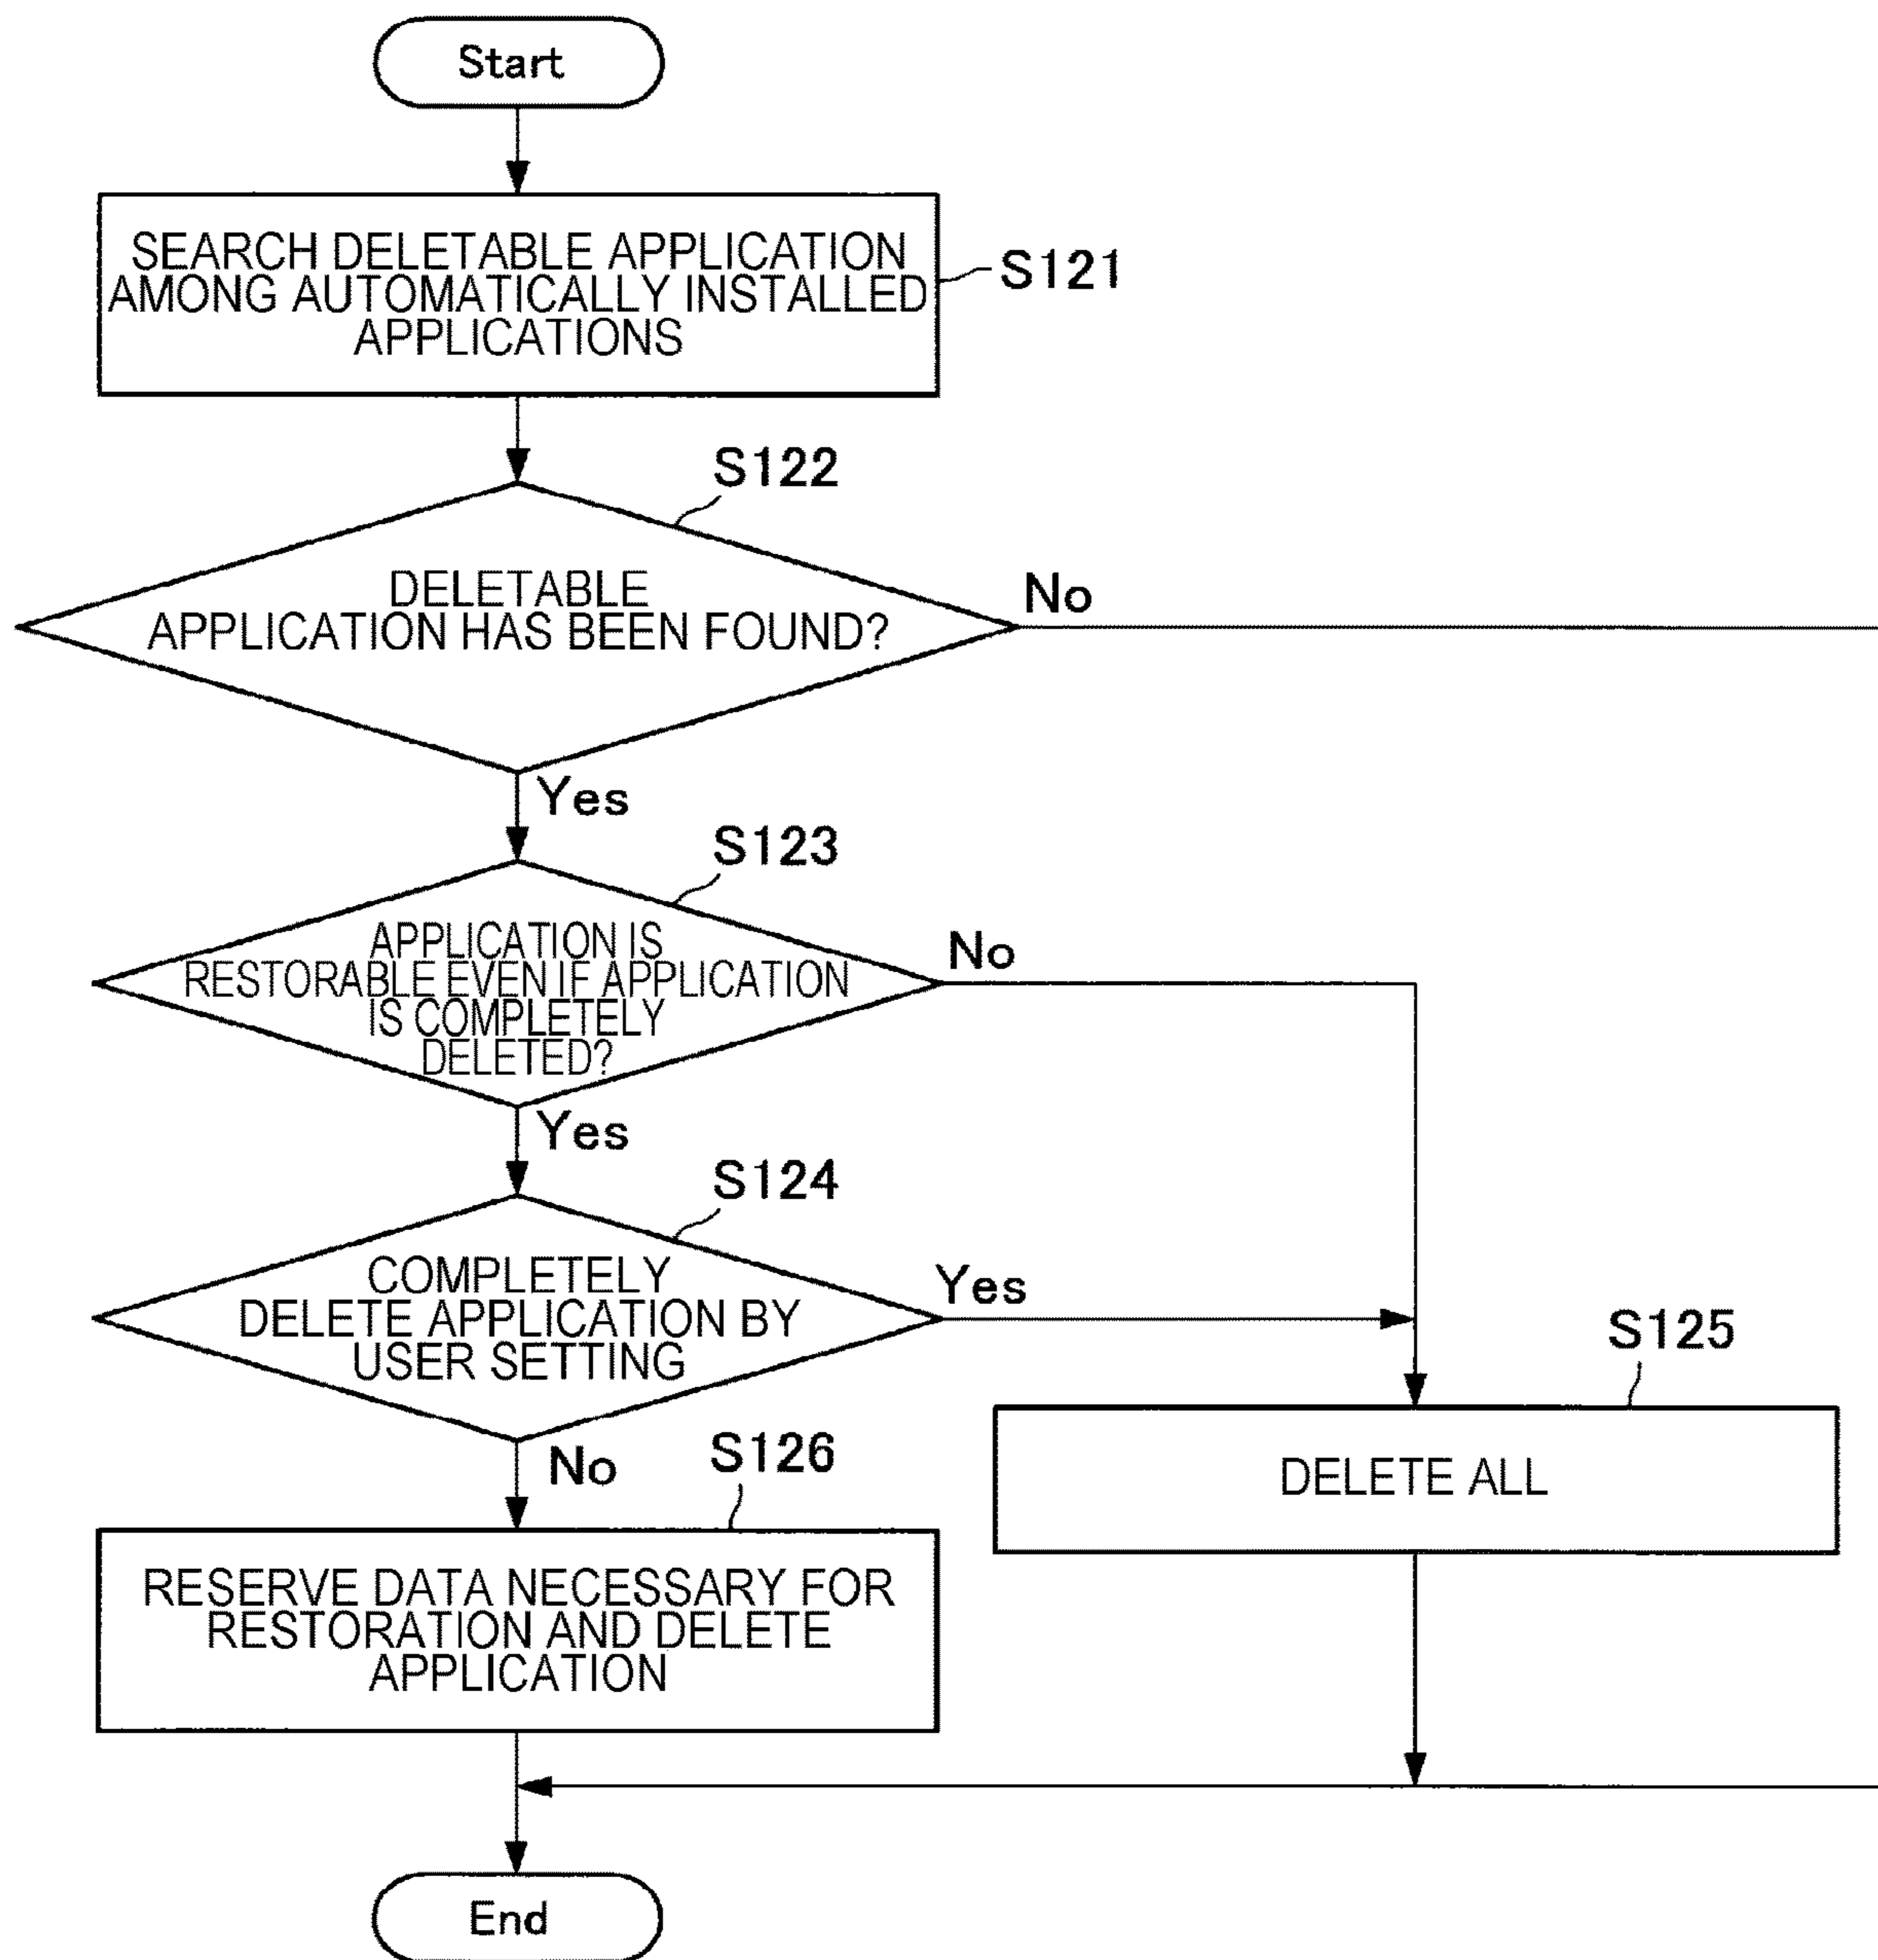 Start
SEARCH DELETABLE APPLICATION
AMONG AUTOMATICALLY INSTALLED
APPLICATIONS
S121
S122
DELETABLE
APPLICATION HAS BEEN FOUND?
No
Yes
S123
APPLICATION IS
RESTORABLE EVEN IF APPLICATION
IS COMPLETELY
DELETED?
No
Yes
S124
COMPLETELY
DELETE APPLICATION BY
USER SETTING
Yes
S125
DELETE ALL
No
S126
RESERVE DATA NECESSARY FOR
RESTORATION AND DELETE
APPLICATION
End